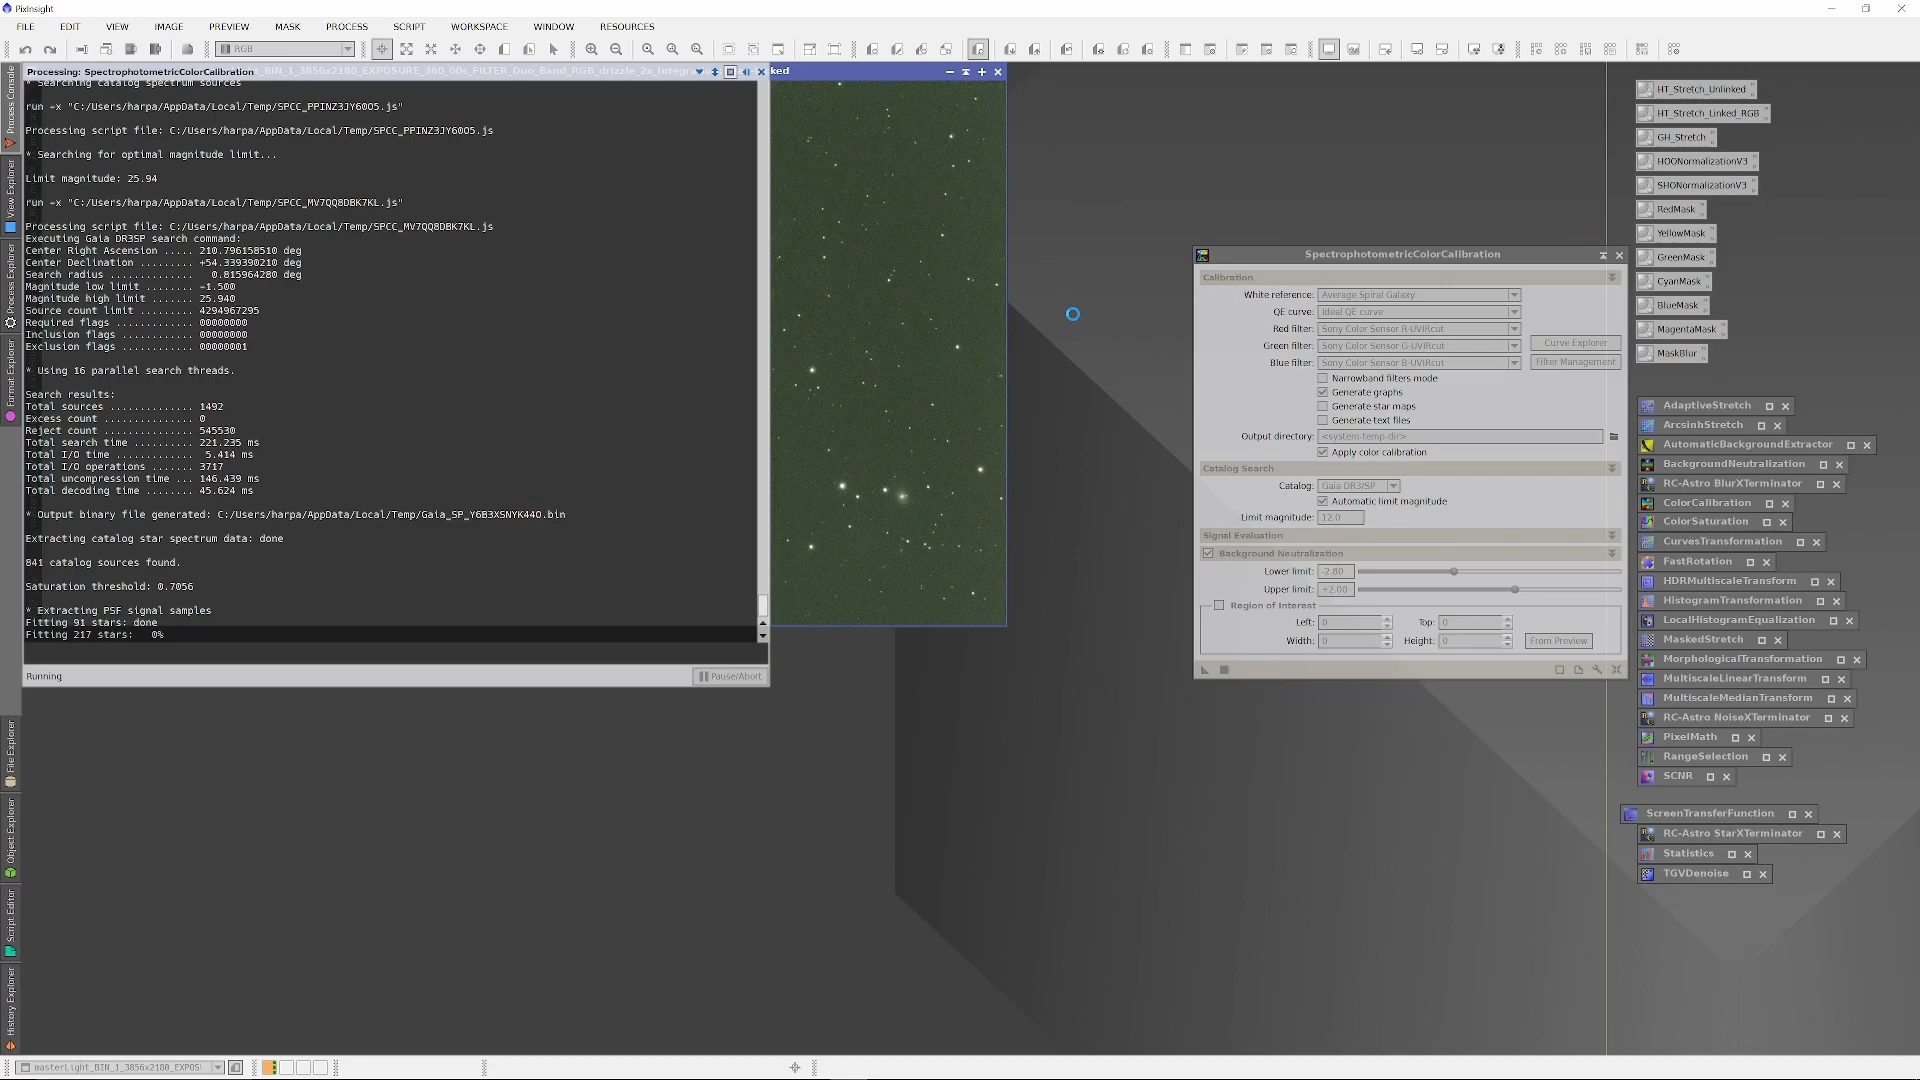 PixInsight
FILE EDIT VIEW IMAGE PREVIEW MASK PROCESS SCRIPT WORKSPACE WINDOW RESOURCES
RGB
Processing: SpectrophotometricColorCalibration
_BIN_1_3856x2180_EXPOSURE_360_00s_FILTER_Duo_Band_RGB_drizzle_2x_Integra
ked
* Searching catalog spectrum sources
run -x "C:/Users/harpa/AppData/Local/Temp/SPCC_PPINZ3JY60O5.js"
Processing script file: C:/Users/harpa/AppData/Local/Temp/SPCC_PPINZ3JY60O5.js
* Searching for optimal magnitude limit...
Limit magnitude: 25.94
run -x "C:/Users/harpa/AppData/Local/Temp/SPCC_MV7QQ8DBK7KL.js"
Processing script file: C:/Users/harpa/AppData/Local/Temp/SPCC_MV7QQ8DBK7KL.js
Executing Gaia DR3SP search command:
Center Right Ascension ..... 210.796158510 deg
Center Declination ......... +54.339390210 deg
Search radius .............. 0.815964280 deg
Magnitude low limit ........ -1.500
Magnitude high limit ....... 25.940
Source count limit ......... 4294967295
Required flags ............. 00000000
Inclusion flags ............ 00000000
Exclusion flags ............ 00000001
* Using 16 parallel search threads.
Search results:
Total sources .............. 1492
Excess count ............... 0
Reject count ............... 545530
Total search time .......... 221.235 ms
Total I/O time ............. 5.414 ms
Total I/O operations ....... 3717
Total uncompression time ... 146.439 ms
Total decoding time ........ 45.624 ms
* Output binary file generated: C:/Users/harpa/AppData/Local/Temp/Gaia_SP_Y6B3XSNYK44O.bin
Extracting catalog star spectrum data: done
841 catalog sources found.
Saturation threshold: 0.7056
* Extracting PSF signal samples
Fitting 91 stars: done
Fitting 217 stars: 0%
Running
Pause/Abort
Process Console
View Explorer
Process Explorer
Format Explorer
File Explorer
Object Explorer
Script Editor
History Explorer
SpectrophotometricColorCalibration
Calibration
White reference: Average Spiral Galaxy
QE curve: Ideal QE curve
Red filter: Sony Color Sensor R-UVIRcut
Green filter: Sony Color Sensor G-UVIRcut
Curve Explorer
Blue filter: Sony Color Sensor B-UVIRcut
Filter Management
Narrowband filters mode
Generate graphs
Generate star maps
Generate text files
Output directory: <system-temp-dir>
Apply color calibration
Catalog Search
Catalog: Gaia DR3/SP
Automatic limit magnitude
Limit magnitude: 12.0
Signal Evaluation
Background Neutralization
Lower limit: -2.80
Upper limit: +2.00
Region of Interest
Left: 0 Top: 0
Width: 0 Height: 0 From Preview
HT_Stretch_Unlinked
HT_Stretch_Linked_RGB
GH_Stretch
HOONormalizationV3
SHONormalizationV3
RedMask
YellowMask
GreenMask
CyanMask
BlueMask
MagentaMask
MaskBlur
AdaptiveStretch
ArcsinhStretch
AutomaticBackgroundExtractor
BackgroundNeutralization
RC-Astro BlurXTerminator
ColorCalibration
ColorSaturation
CurvesTransformation
FastRotation
HDRMultiscaleTransform
HistogramTransformation
LocalHistogramEqualization
MaskedStretch
MorphologicalTransformation
MultiscaleLinearTransform
MultiscaleMedianTransform
RC-Astro NoiseXTerminator
PixelMath
RangeSelection
SCNR
ScreenTransferFunction
RC-Astro StarXTerminator
Statistics
TGVDenoise
masterLight_BIN_1_3856x2180_EXPOS